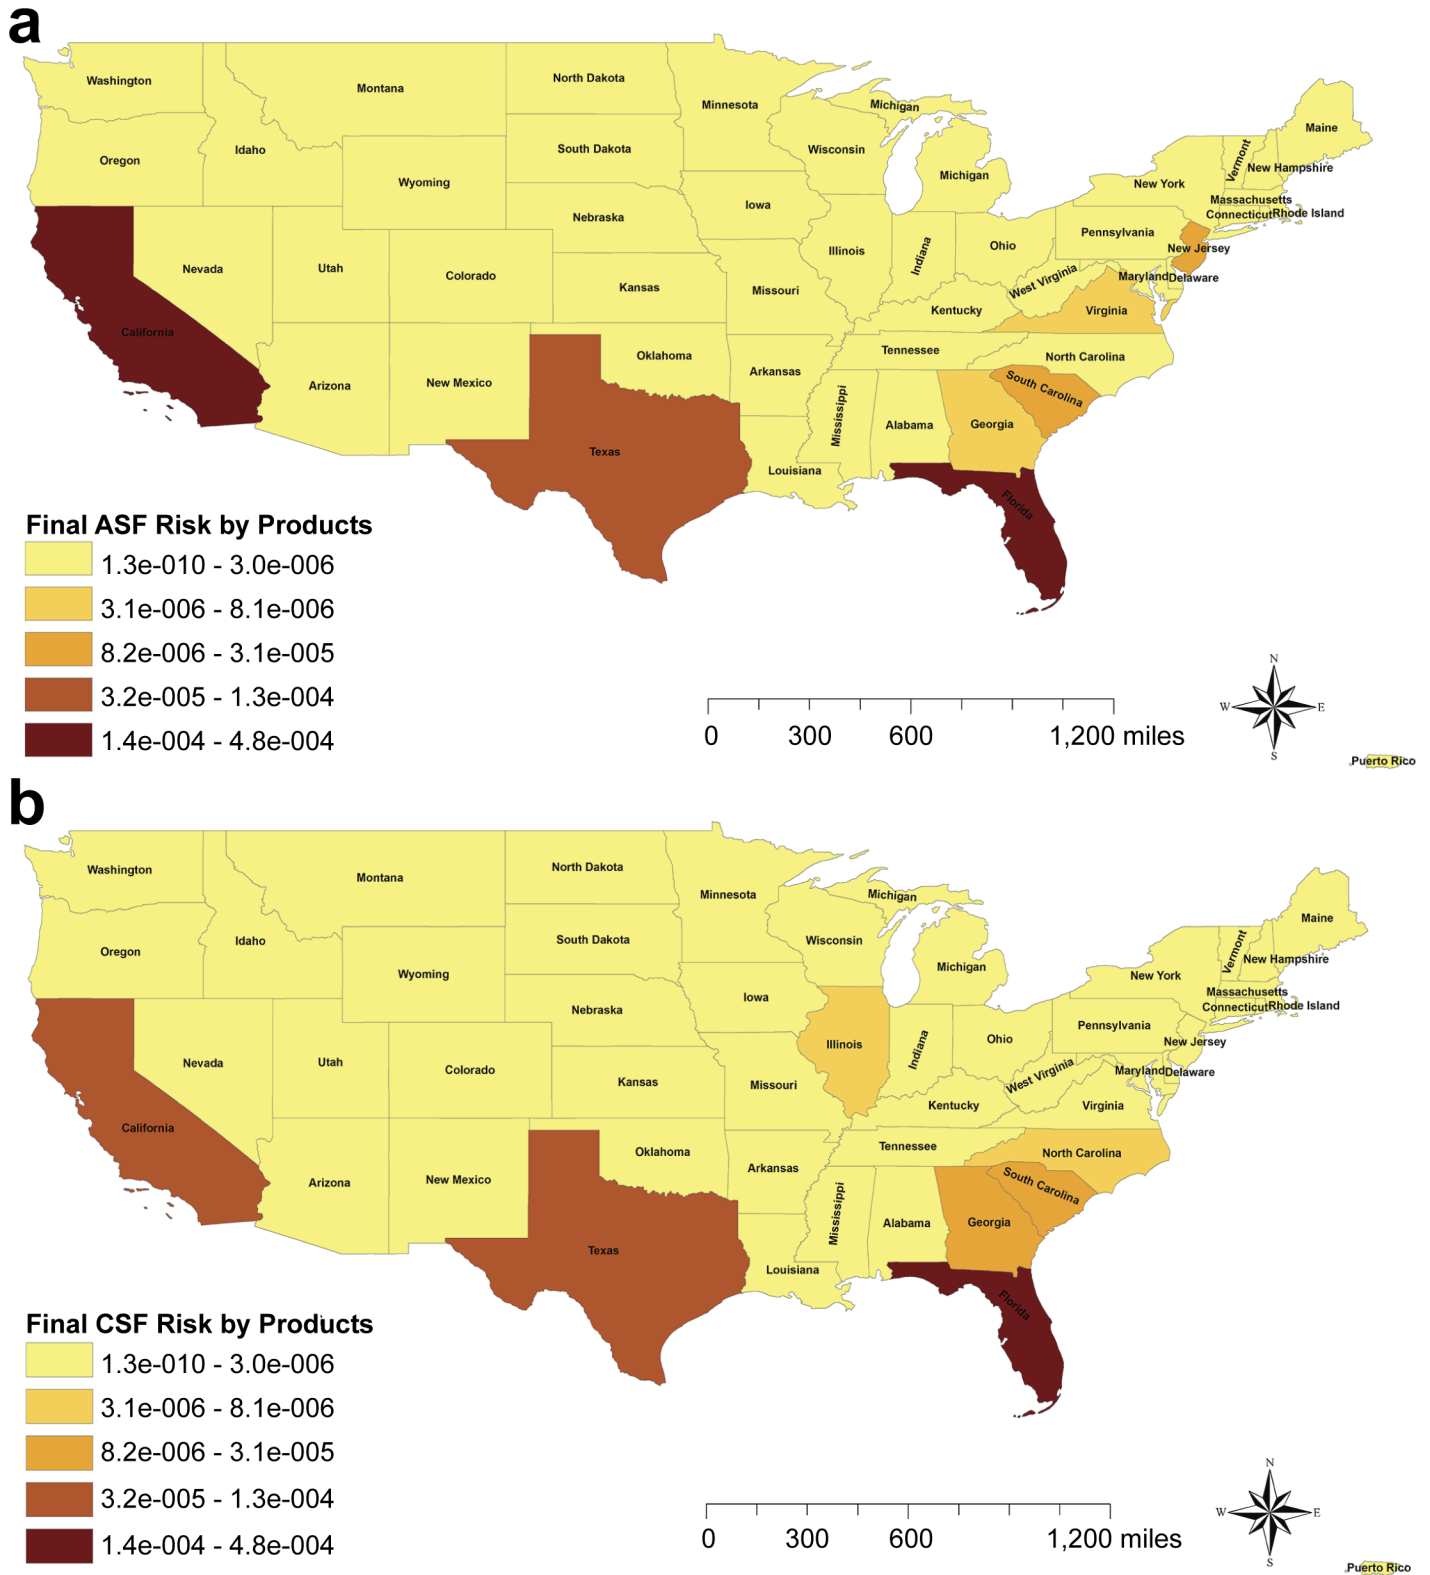 a
Washington
Montana
North Dakota
Minnesota
Michigan
Maine
Oregon
Idaho
Wyoming
South Dakota
Wisconsin
Michigan
New York
Vermont
New Hampshire
Massachusetts
Connecticut
Rhode Island
Nebraska
Iowa
Illinois
Indiana
Ohio
Pennsylvania
New Jersey
Maryland
Delaware
West Virginia
Virginia
Nevada
Utah
Colorado
Kansas
Missouri
Kentucky
California
Arizona
New Mexico
Oklahoma
Arkansas
Tennessee
North Carolina
South Carolina
Mississippi
Alabama
Georgia
Texas
Louisiana
Florida
Final ASF Risk by Products
1.3e-010 - 3.0e-006
3.1e-006 - 8.1e-006
8.2e-006 - 3.1e-005
3.2e-005 - 1.3e-004
1.4e-004 - 4.8e-004
0 300 600 1,200 miles
N
W
E
S
Puerto Rico
b
Washington
Montana
North Dakota
Minnesota
Michigan
Maine
Oregon
Idaho
Wyoming
South Dakota
Wisconsin
Michigan
New York
Vermont
New Hampshire
Massachusetts
Connecticut
Rhode Island
Nebraska
Iowa
Illinois
Indiana
Ohio
Pennsylvania
New Jersey
Maryland
Delaware
West Virginia
Virginia
Nevada
Utah
Colorado
Kansas
Missouri
Kentucky
California
Arizona
New Mexico
Oklahoma
Arkansas
Tennessee
North Carolina
South Carolina
Mississippi
Alabama
Georgia
Texas
Louisiana
Florida
Final CSF Risk by Products
1.3e-010 - 3.0e-006
3.1e-006 - 8.1e-006
8.2e-006 - 3.1e-005
3.2e-005 - 1.3e-004
1.4e-004 - 4.8e-004
0 300 600 1,200 miles
N
W
E
S
Puerto Rico